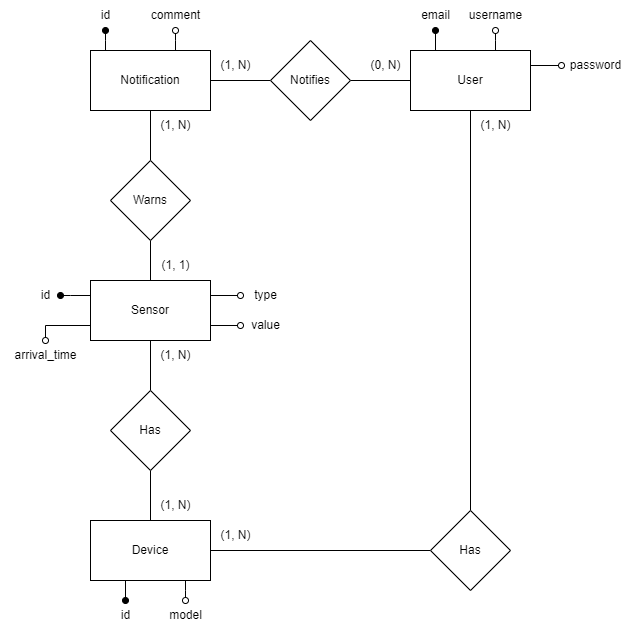 id
comment
email
username
Notification
(1, N)
Notifies
(0, N)
User
password
(1, N)
(1, N)
Warns
(1, 1)
id
type
Sensor
value
arrival_time
(1, N)
Has
(1, N)
Device
(1, N)
Has
id
model